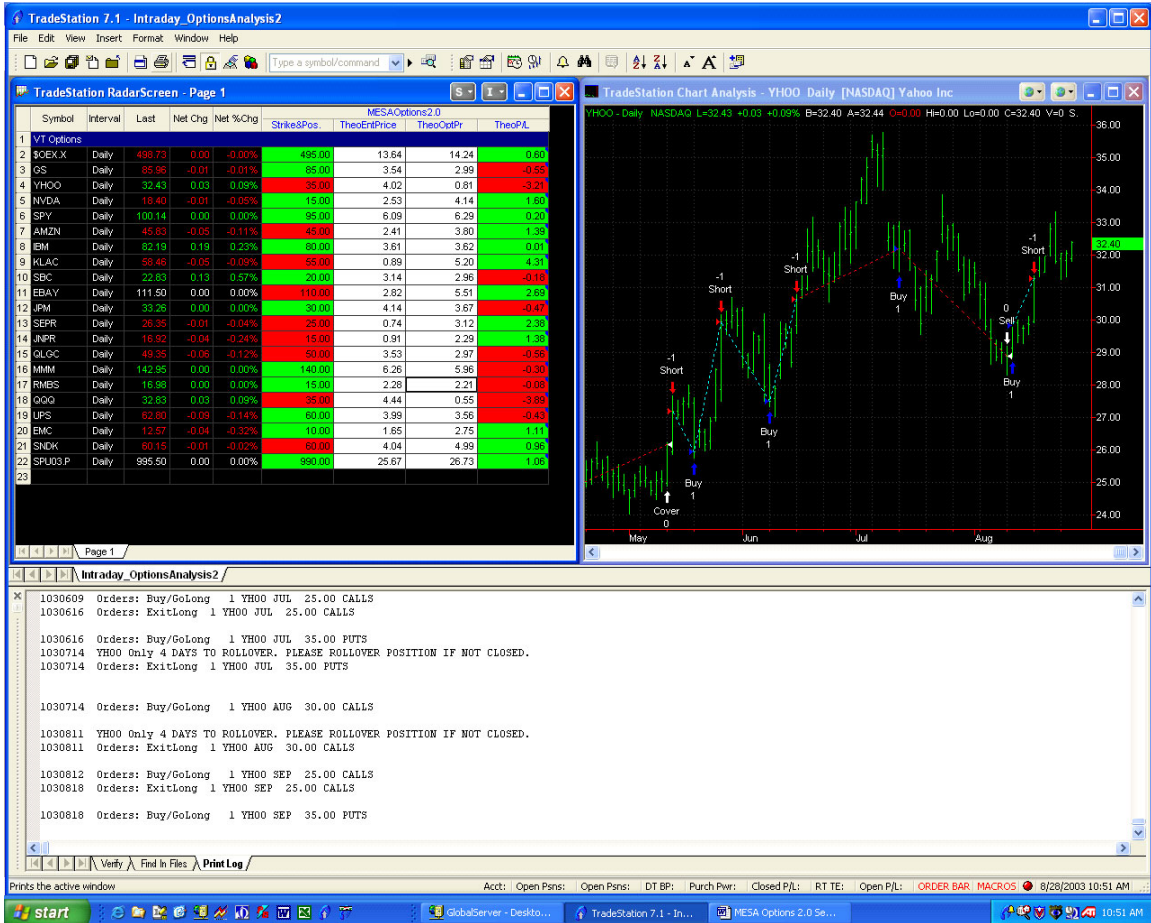 TradeStation 7.1 - Intraday_OptionsAnalysis2
File Edit View Insert Format Window Help
Type a symbol/command
TradeStation RadarScreen - Page 1
Symbol Interval Last Net Chg Net %Chg MESAOptions2.0
Strike&Pos. TheoEntPrice TheoOptPr TheoP/L
1 VT Options
2 $OEX.X Daily 498.73 0.00 -0.00% 495.00 13.64 14.24 0.60
3 GS Daily 85.96 -0.01 -0.01% 85.00 3.54 2.99 -0.55
4 YHOO Daily 32.43 0.03 0.09% 35.00 4.02 0.81 -3.21
5 NVDA Daily 18.40 -0.01 -0.05% 15.00 2.53 4.14 1.60
6 SPY Daily 100.14 0.00 0.00% 95.00 6.09 6.29 0.20
7 AMZN Daily 45.83 -0.05 -0.11% 45.00 2.41 3.80 1.39
8 IBM Daily 82.19 0.19 0.23% 80.00 3.61 3.62 0.01
9 KLAC Daily 58.46 -0.05 -0.09% 55.00 0.89 5.20 4.31
10 SBC Daily 22.83 0.13 0.57% 20.00 3.14 2.96 -0.18
11 EBAY Daily 111.50 0.00 0.00% 110.00 2.82 5.51 2.69
12 JPM Daily 33.26 0.00 0.00% 30.00 4.14 3.67 -0.47
13 SEPR Daily 26.35 -0.01 -0.04% 25.00 0.74 3.12 2.38
14 JNPR Daily 16.92 -0.04 -0.24% 15.00 0.91 2.29 1.38
15 QLGC Daily 49.35 -0.06 -0.12% 50.00 3.53 2.97 -0.56
16 MMM Daily 142.95 0.00 0.00% 140.00 6.26 5.96 -0.30
17 RMBS Daily 16.98 0.00 0.00% 15.00 2.28 2.21 -0.08
18 QQQ Daily 32.83 0.03 0.09% 35.00 4.44 0.55 -3.89
19 UPS Daily 62.80 -0.09 -0.14% 60.00 3.99 3.56 -0.43
20 EMC Daily 12.57 -0.04 -0.32% 10.00 1.65 2.75 1.11
21 SNDK Daily 60.15 -0.01 -0.02% 60.00 4.04 4.99 0.96
22 SPU03.P Daily 995.50 0.00 0.00% 990.00 25.67 26.73 1.06
23
Page 1
TradeStation Chart Analysis - YHOO Daily [NASDAQ] Yahoo Inc
YHOO - Daily NASDAQ L=32.43 +0.03 +0.09% B=32.40 A=32.44 O=0.00 Hi=0.00 Lo=0.00 C=32.40 V=0 S.
36.00
35.00
34.00
33.00
32.40
32.00
31.00
30.00
29.00
28.00
27.00
26.00
25.00
24.00
-1
Short
-1
Short
-1
Short
-1
Short
0
Sell
Buy
1
Buy
1
Buy
1
Buy
1
Cover
0
May Jun Jul Aug
Intraday_OptionsAnalysis2
1030609 Orders: Buy/GoLong 1 YHOO JUL 25.00 CALLS
1030616 Orders: ExitLong 1 YHOO JUL 25.00 CALLS
1030616 Orders: Buy/GoLong 1 YHOO JUL 35.00 PUTS
1030714 YHOO Only 4 DAYS TO ROLLOVER. PLEASE ROLLOVER POSITION IF NOT CLOSED.
1030714 Orders: ExitLong 1 YHOO JUL 35.00 PUTS
1030714 Orders: Buy/GoLong 1 YHOO AUG 30.00 CALLS
1030811 YHOO Only 4 DAYS TO ROLLOVER. PLEASE ROLLOVER POSITION IF NOT CLOSED.
1030811 Orders: ExitLong 1 YHOO AUG 30.00 CALLS
1030812 Orders: Buy/GoLong 1 YHOO SEP 25.00 CALLS
1030818 Orders: ExitLong 1 YHOO SEP 25.00 CALLS
1030818 Orders: Buy/GoLong 1 YHOO SEP 35.00 PUTS
Verify Find In Files Print Log
Prints the active window Acct: Open Psns: Open Psns: DT BP: Purch Pwr: Closed P/L: RT TE: Open P/L: ORDER BAR MACROS 8/28/2003 10:51 AM
start GlobalServer - Deskto... TradeStation 7.1 - In... MESA Options 2.0 Se... 10:51 AM